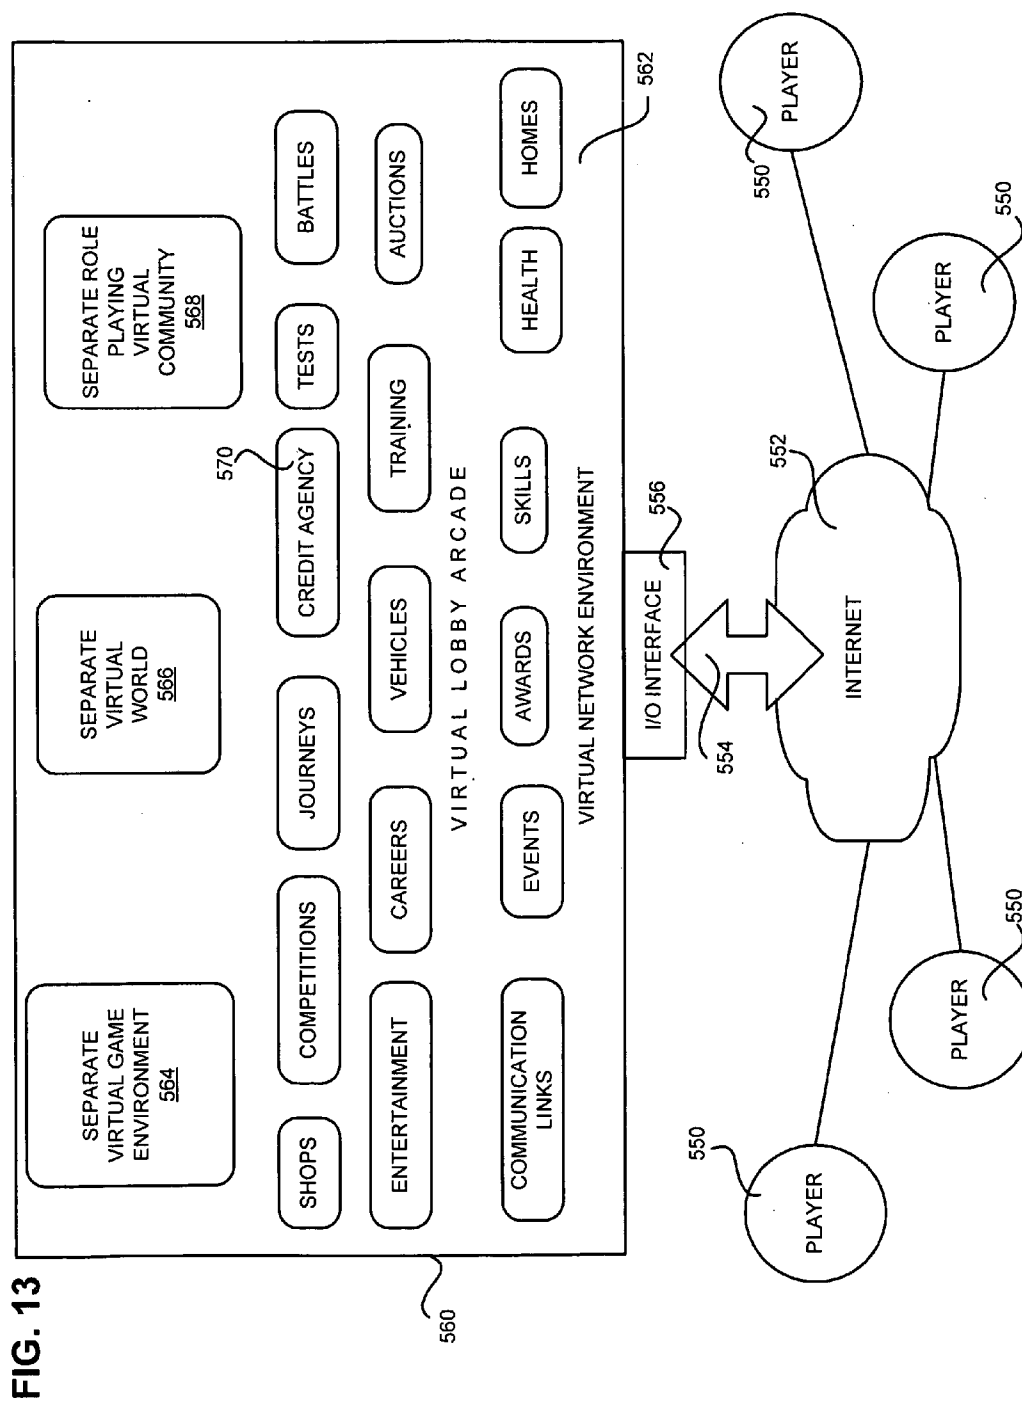 FIG. 13
SEPARATE
VIRTUAL GAME
ENVIRONMENT
564
SEPARATE
VIRTUAL
WORLD
566
SEPARATE ROLE
PLAYING
VIRTUAL
COMMUNITY
568
570
SHOPS
COMPETITIONS
JOURNEYS
CREDIT AGENCY
TESTS
BATTLES
ENTERTAINMENT
CAREERS
VEHICLES
TRAINING
AUCTIONS
VIRTUAL LOBBY ARCADE
COMMUNICATION
LINKS
EVENTS
AWARDS
SKILLS
HEALTH
HOMES
VIRTUAL NETWORK ENVIRONMENT
560
562
I/O INTERFACE
556
554
552
INTERNET
550
PLAYER
550
PLAYER
550
PLAYER
550
PLAYER